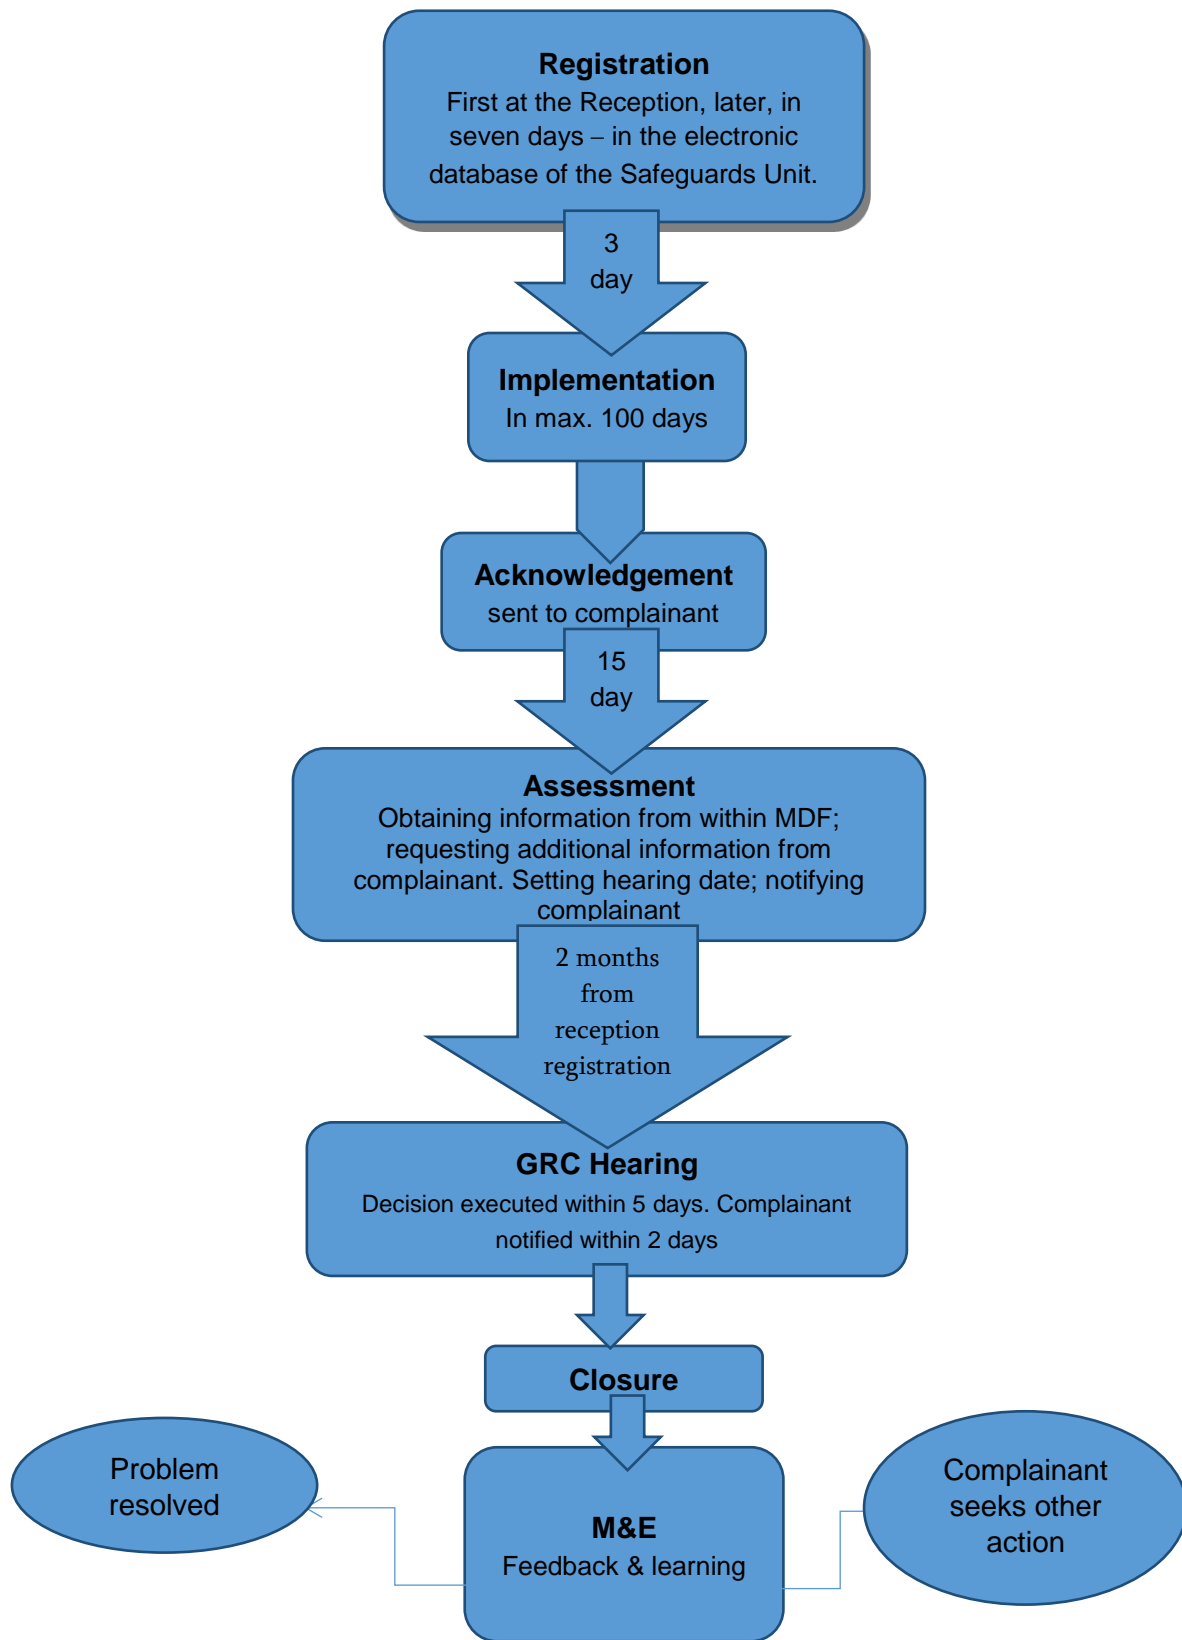 Registration
First at the Reception, later, in
seven days – in the electronic
database of the Safeguards Unit.
3
day
Implementation
In max. 100 days
Acknowledgement
sent to complainant
15
day
Assessment
Obtaining information from within MDF;
requesting additional information from
complainant. Setting hearing date; notifying
complainant
2 months
from
reception
registration
GRC Hearing
Decision executed within 5 days. Complainant
notified within 2 days
Closure
Problem
resolved
M&E
Feedback & learning
Complainant
seeks other
action